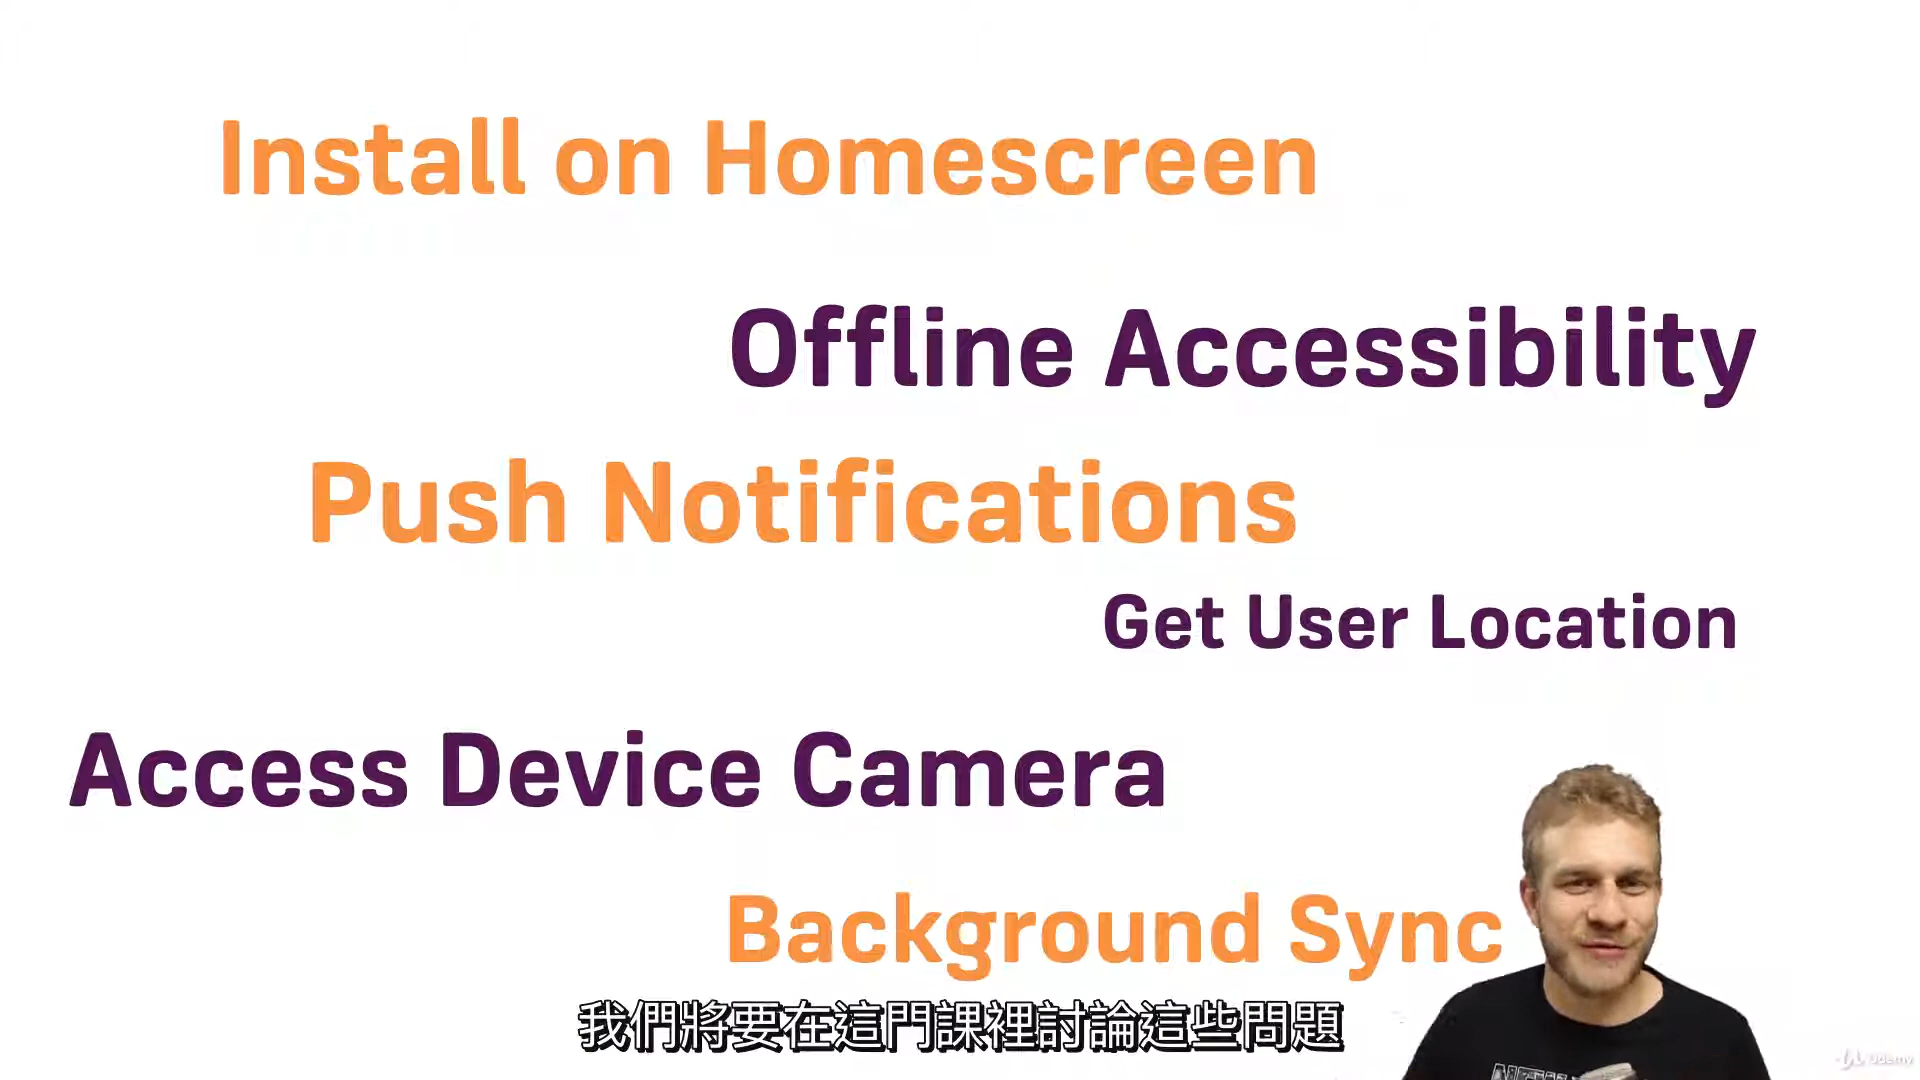 Install on Homescreen
Offline Accessibility
Push Notifications
Get User Location
Access Device Camera
Background Sync
我們將要在這門課裡討論這些問題
Udemy